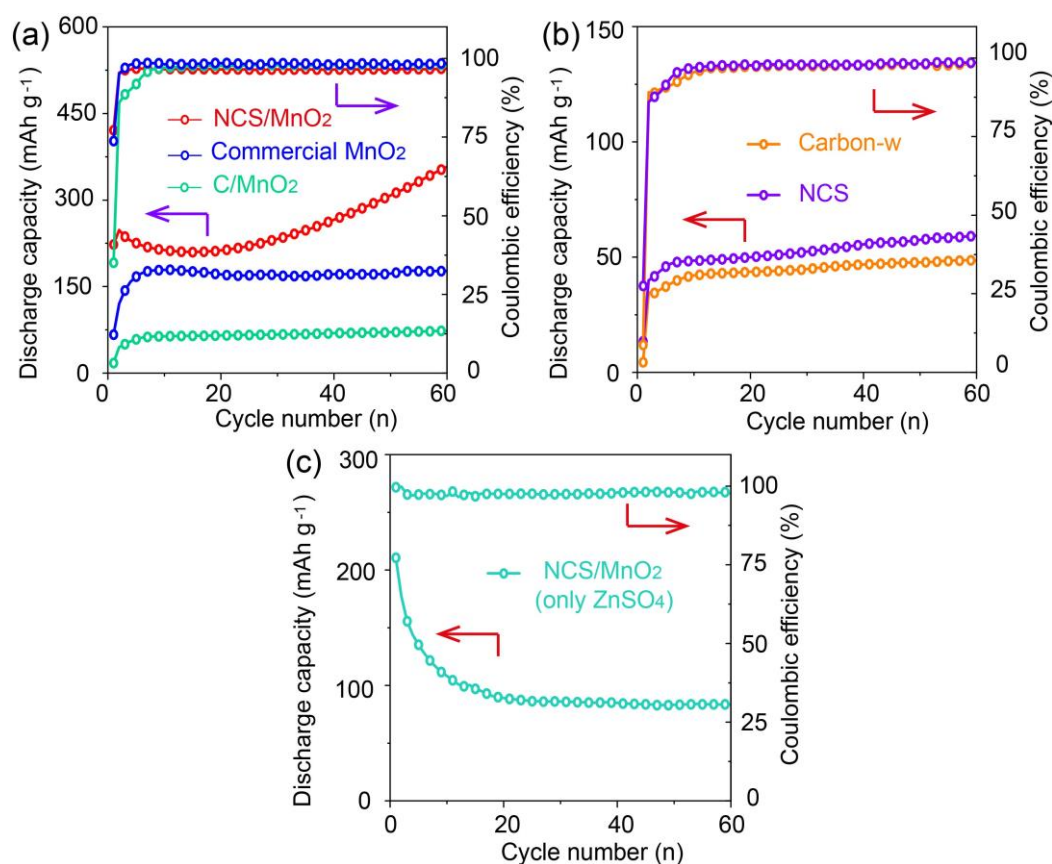 (a)
600
450
300
150
0
Discharge capacity (mAh g⁻¹)
NCS/MnO₂
Commercial MnO₂
C/MnO₂
100
75
50
25
0
Coulombic efficiency (%)
0 20 40 60
Cycle number (n)
(b)
150
100
50
0
Discharge capacity (mAh g⁻¹)
Carbon-w
NCS
100
75
50
25
0
Coulombic efficiency (%)
0 20 40 60
Cycle number (n)
(c)
300
200
100
0
Discharge capacity (mAh g⁻¹)
NCS/MnO₂
(only ZnSO₄)
100
75
50
25
0
Coulombic efficiency (%)
0 20 40 60
Cycle number (n)